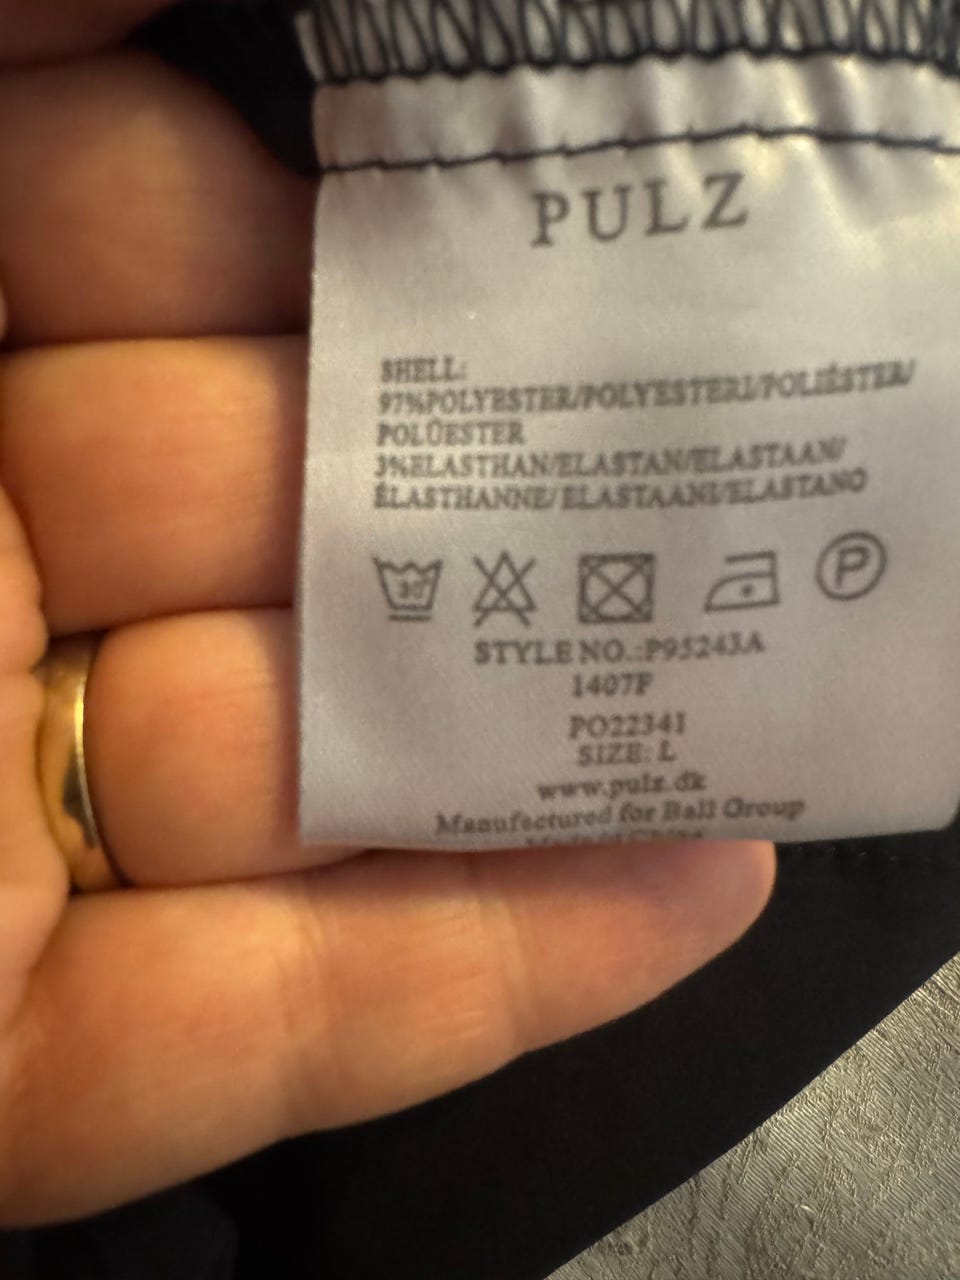 PULZ
SHELL:
97%POLYESTER/POLYESTERI/POLIÉSTER/
POLÜESTER
3%ELASTHAN/ELASTAN/ELASTAAN/
ÉLASTHANNE/ELASTAANI/ELASTANO
30
P
STYLE NO.:P95243A
1407F
PO22341
SIZE: L
www.pulz.dk
Manufactured for Ball Group